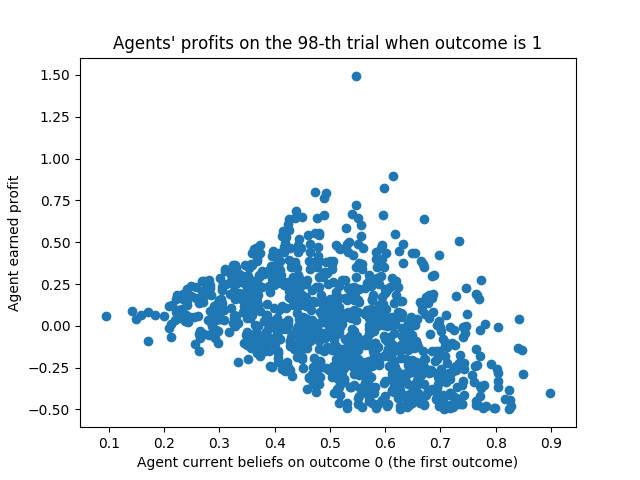 Agents' profits on the 98-th trial when outcome is 1
Agent earned profit
1.50
1.25
1.00
0.75
0.50
0.25
0.00
−0.25
−0.50
0.1 0.2 0.3 0.4 0.5 0.6 0.7 0.8 0.9
Agent current beliefs on outcome 0 (the first outcome)